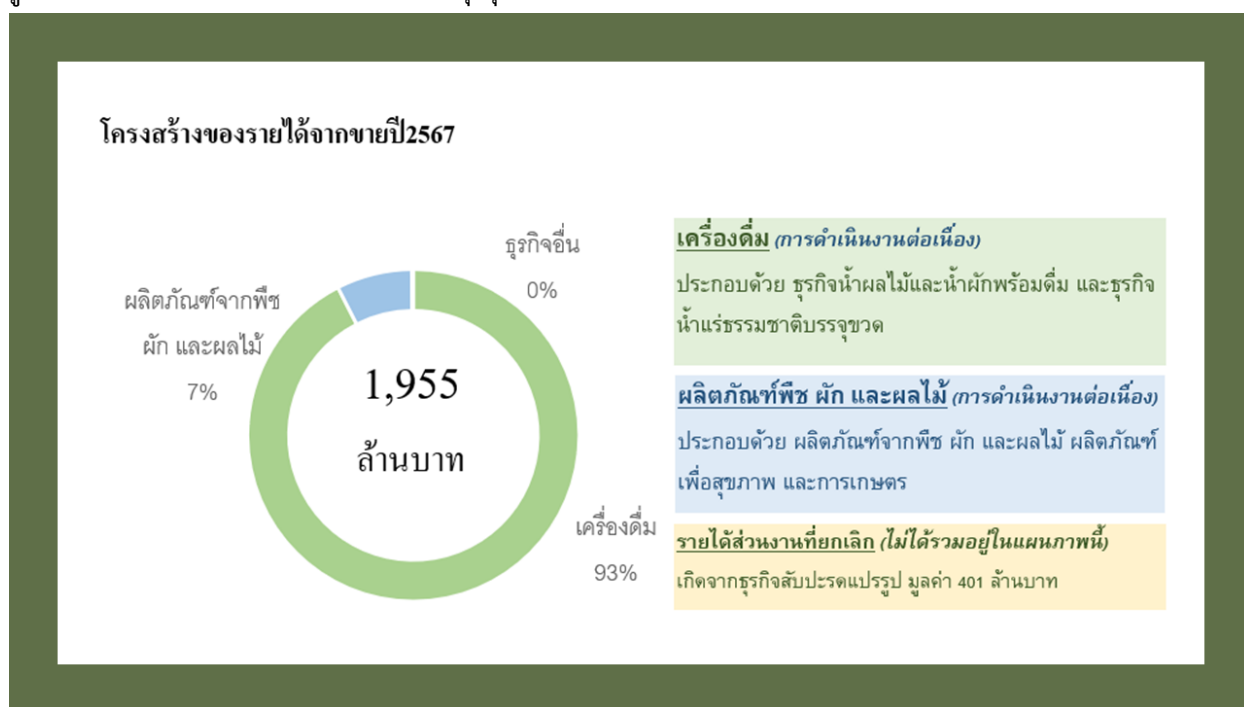 โครงสร้างของรายได้จากขายปี2567
ธุรกิจอื่น
0%
ผลิตภัณฑ์จากพืช
ผัก และผลไม้
7%
1,955
ล้านบาท
เครื่องดื่ม
93%
เครื่องดื่ม (การดำเนินงานต่อเนื่อง)
ประกอบด้วย ธุรกิจน้ำผลไม้และน้ำผักพร้อมดื่ม และธุรกิจ
น้ำแร่ธรรมชาติบรรจุขวด
ผลิตภัณฑ์พืช ผัก และผลไม้ (การดำเนินงานต่อเนื่อง)
ประกอบด้วย ผลิตภัณฑ์จากพืช ผัก และผลไม้ ผลิตภัณฑ์
เพื่อสุขภาพ และการเกษตร
รายได้ส่วนงานที่ยกเลิก (ไม่ได้รวมอยู่ในแผนภาพนี้)
เกิดจากธุรกิจสับปะรดแปรรูป มูลค่า 401 ล้านบาท